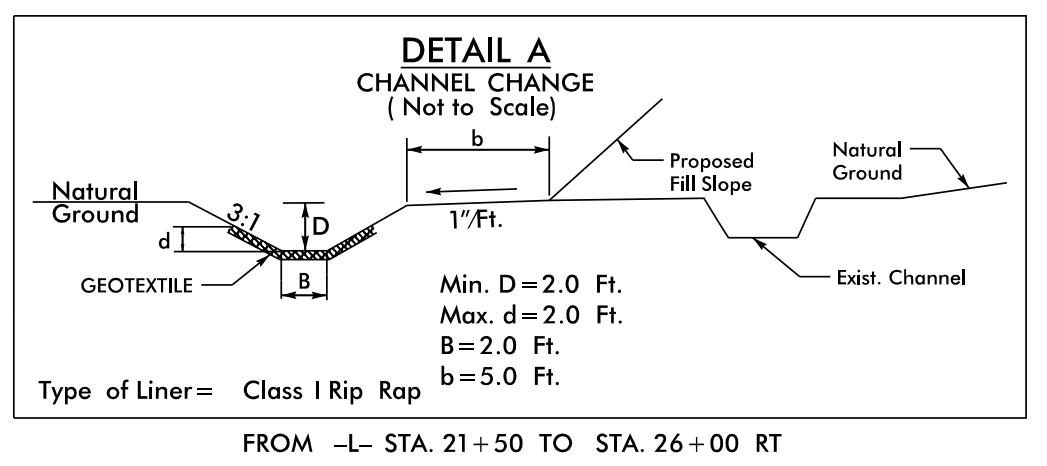 DETAIL A
CHANNEL CHANGE
( Not to Scale)
b
Proposed
Fill Slope
Natural
Ground
Natural
Ground
3:1
D
1"/Ft.
d
GEOTEXTILE
B
Exist. Channel
Min. D=2.0 Ft.
Max. d=2.0 Ft.
B=2.0 Ft.
b=5.0 Ft.
Type of Liner= Class I Rip Rap
FROM -L- STA. 21+50 TO STA. 26+00 RT